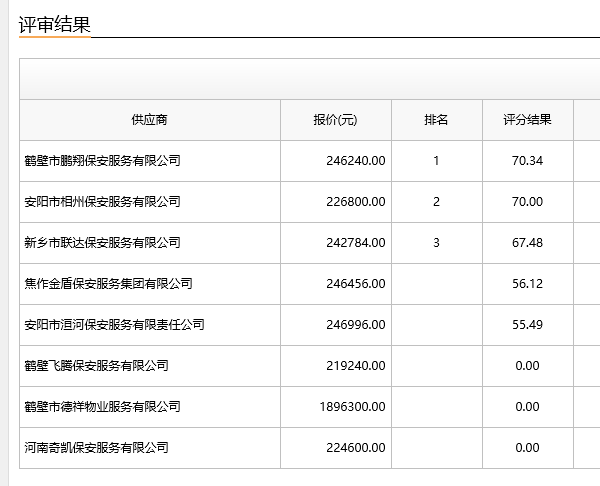 评审结果
供应商 报价(元) 排名 评分结果
鹤壁市鹏翔保安服务有限公司 246240.00 1 70.34
安阳市相州保安服务有限公司 226800.00 2 70.00
新乡市联达保安服务有限公司 242784.00 3 67.48
焦作金盾保安服务集团有限公司 246456.00 56.12
安阳市洹河保安服务有限责任公司 246996.00 55.49
鹤壁飞腾保安服务有限公司 219240.00 0.00
鹤壁市德祥物业服务有限公司 1896300.00 0.00
河南奇凯保安服务有限公司 224600.00 0.00